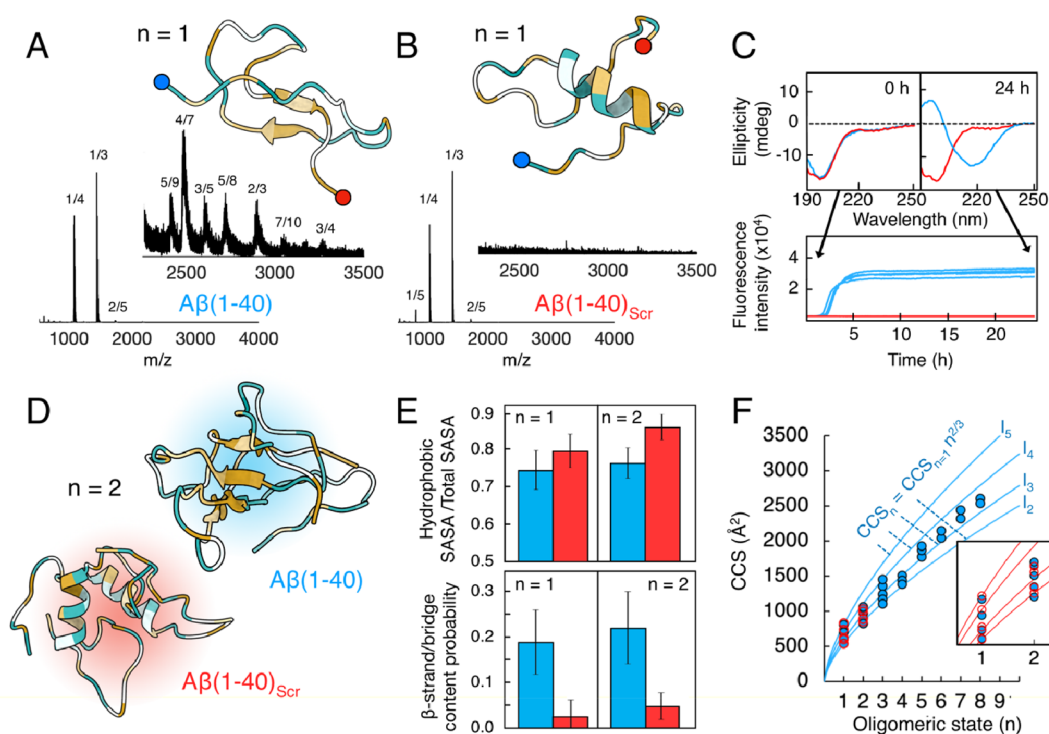 A
n = 1
4/7
1/3
1/4
5/9
3/5
5/8
2/3
7/10
3/4
2500
3000
3500
Aβ(1-40)
2/5
1000
2000
3000
4000
m/z
B
n = 1
1/3
1/4
1/5
2/5
2500
3000
3500
Aβ(1-40)Scr
1000
2000
3000
4000
m/z
C
0 h
24 h
10
0
-10
Ellipticity
(mdeg)
190
220
250
220
250
Wavelength (nm)
Fluorescence
intensity (x10⁴)
4
2
5
10
15
20
Time (h)
D
n = 2
Aβ(1-40)
Aβ(1-40)Scr
E
n = 1
n = 2
0.9
0.8
0.7
0.6
0.5
Hydrophobic
SASA /Total SASA
n = 1
n = 2
0.3
0.2
0.1
0.0
β-strand/bridge
content probability
F
I₅
I₄
I₃
I₂
CCSₙ = CCSₙ₌₁ n^2/3
3500
3000
2500
2000
1500
1000
500
0
CCS (Å²)
1
2
1 2 3 4 5 6 7 8 9
Oligomeric state (n)